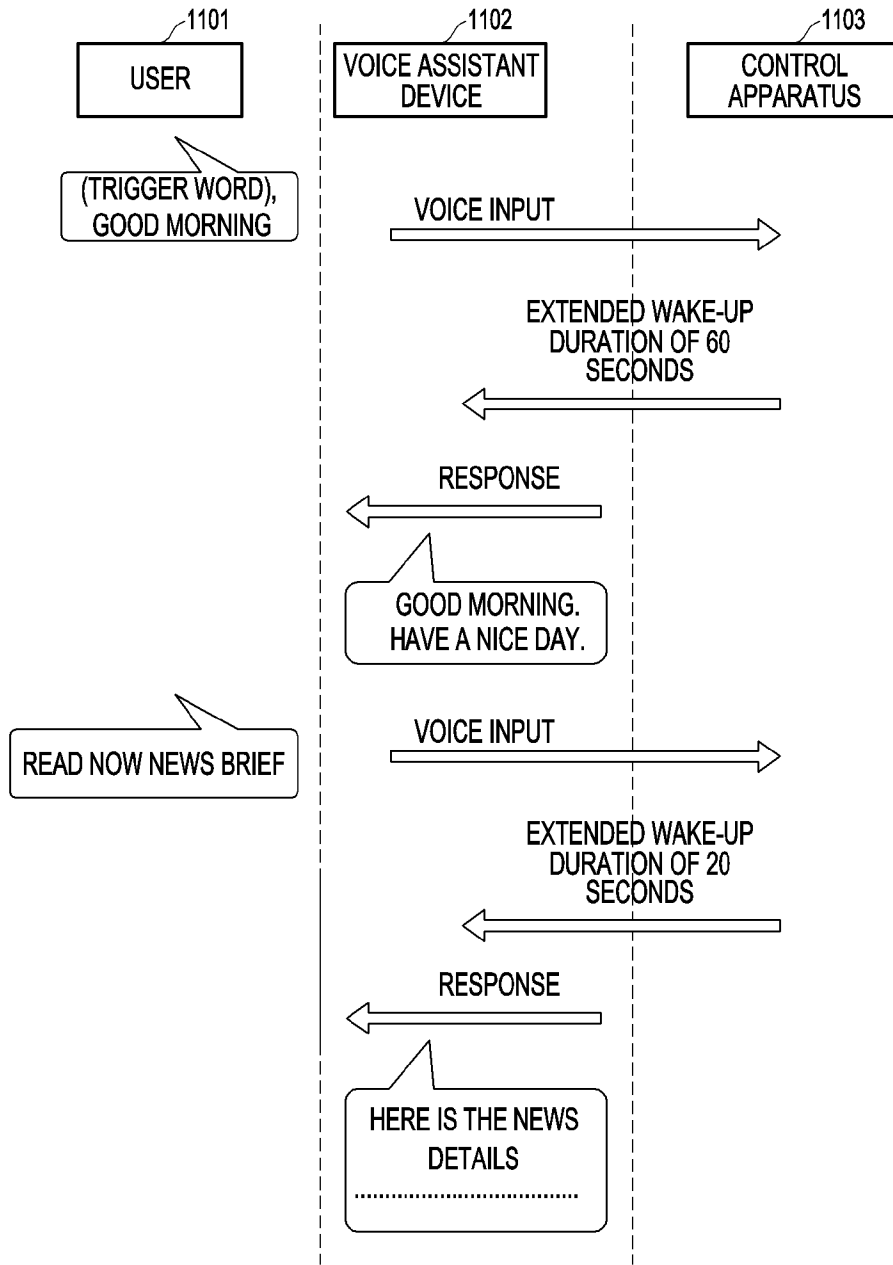 1101
1102
1103
USER
VOICE ASSISTANT
DEVICE
CONTROL
APPARATUS
(TRIGGER WORD),
GOOD MORNING
VOICE INPUT
EXTENDED WAKE-UP
DURATION OF 60
SECONDS
RESPONSE
GOOD MORNING.
HAVE A NICE DAY.
READ NOW NEWS BRIEF
VOICE INPUT
EXTENDED WAKE-UP
DURATION OF 20
SECONDS
RESPONSE
HERE IS THE NEWS
DETAILS
.......................................